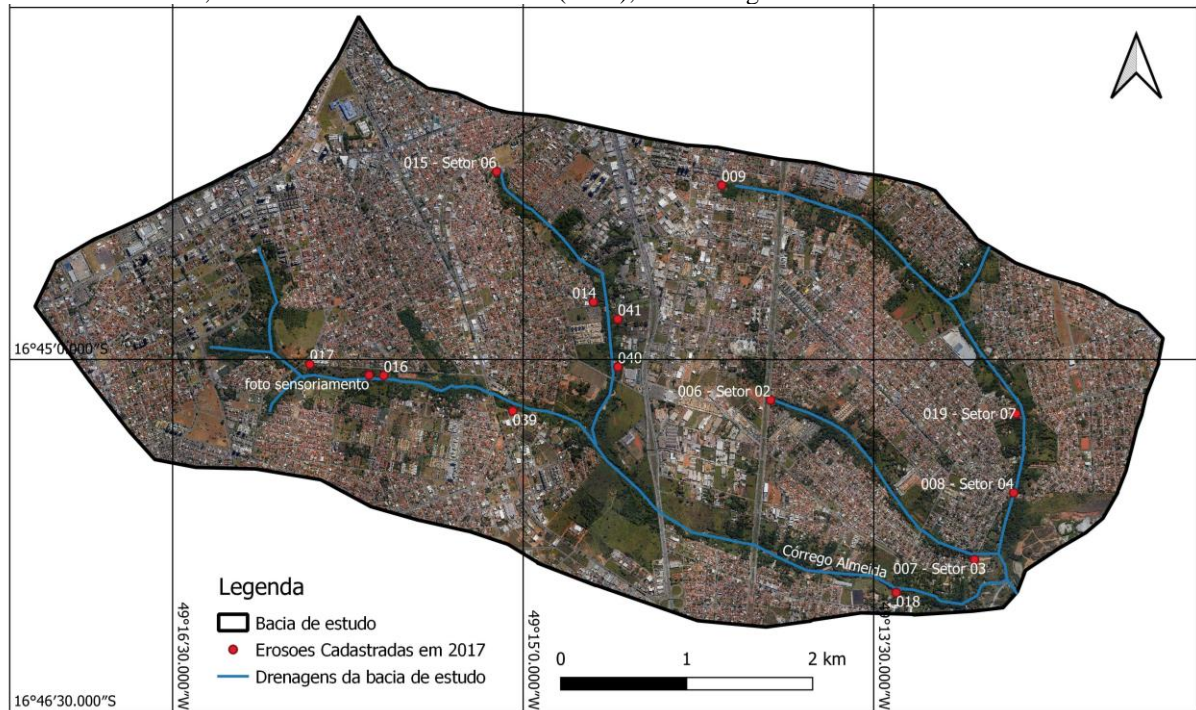 015 - Setor 06
009
014
041
16°45'0.000"S
017
040
foto sensoriamento
016
006 - Setor 02
039
019 - Setor 07
008 - Setor 04
Córrego Almeida
007 - Setor 03
018
Legenda
Bacia de estudo
Erosoes Cadastradas em 2017
Drenagens da bacia de estudo
0 1 2 km
49°16'30.000"W
49°15'0.000"W
49°13'30.000"W
16°46'30.000"S